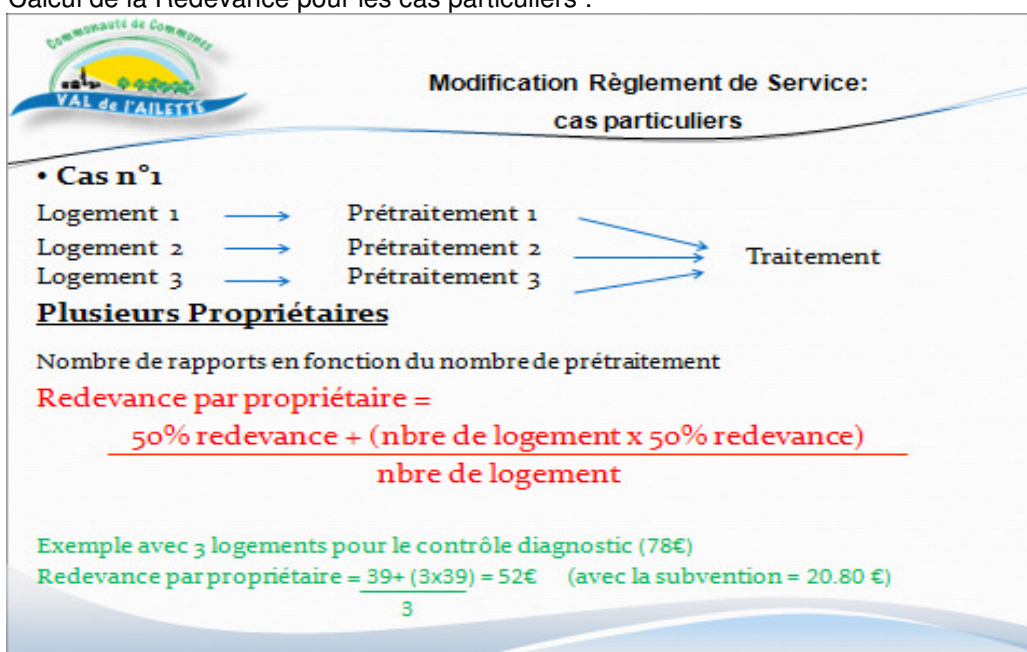 Calcul de la Redevance pour les cas particuliers :
Communauté de Communes
VAL de l'AILETTE
Modification Règlement de Service:
cas particuliers
• Cas n°1
Logement 1 Prétraitement 1
Logement 2 Prétraitement 2
Traitement
Logement 3 Prétraitement 3
Plusieurs Propriétaires
Nombre de rapports en fonction du nombre de prétraitement
Redevance par propriétaire =
50% redevance + (nbre de logement x 50% redevance)
nbre de logement
Exemple avec 3 logements pour le contrôle diagnostic (78€)
Redevance par propriétaire = 39+ (3x39) = 52€ (avec la subvention = 20.80 €)
3